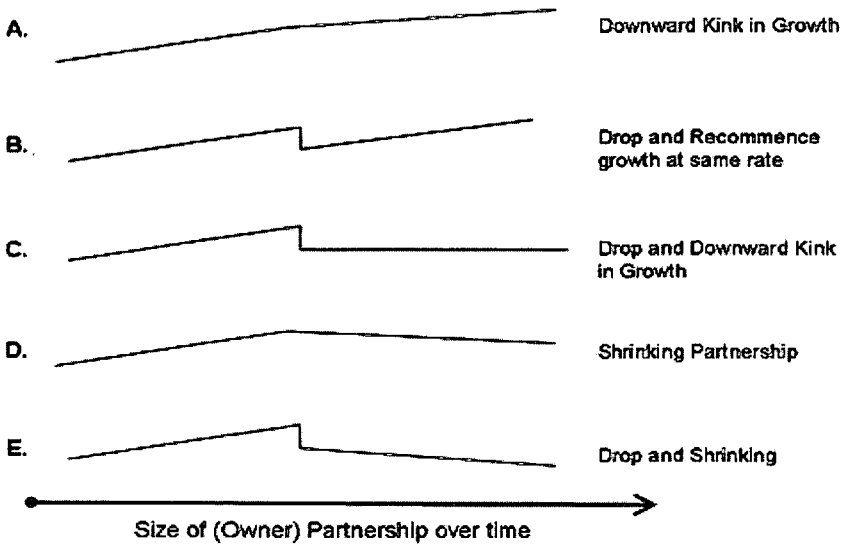 A.
Downward Kink in Growth
B.
Drop and Recommence
growth at same rate
C.
Drop and Downward Kink
in Growth
D.
Shrinking Partnership
E.
Drop and Shrinking
Size of (Owner) Partnership over time